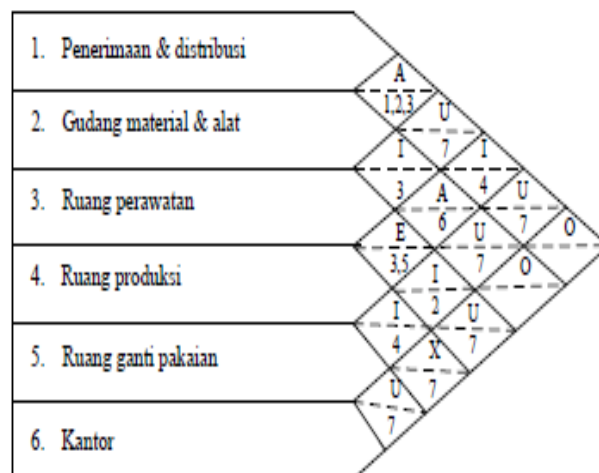 1. Penerimaan & distribusi
2. Gudang material & alat
3. Ruang perawatan
4. Ruang produksi
5. Ruang ganti pakaian
6. Kantor
A
1,2,3
U
7
I
3
I
4
A
6
U
7
O
E
3,5
U
7
O
I
2
I
4
U
7
X
7
U
7